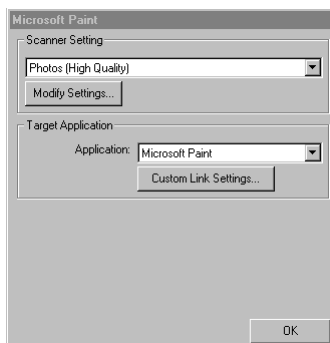 Microsoft Paint
Scanner Setting
Photos (High Quality)
Modify Settings...
Target Application
Application: Microsoft Paint
Custom Link Settings...
OK